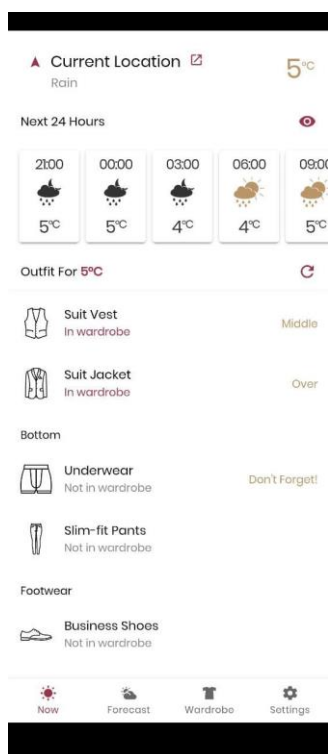 Current Location
5°C
Rain
Next 24 Hours
21:00 00:00 03:00 06:00 09:00
5°C 5°C 4°C 4°C 5°C
Outfit For 5°C
Suit Vest
In wardrobe
Middle
Suit Jacket
In wardrobe
Over
Bottom
Underwear
Not in wardrobe
Don't Forget!
Slim-fit Pants
Not in wardrobe
Footwear
Business Shoes
Not in wardrobe
Now Forecast Wardrobe Settings